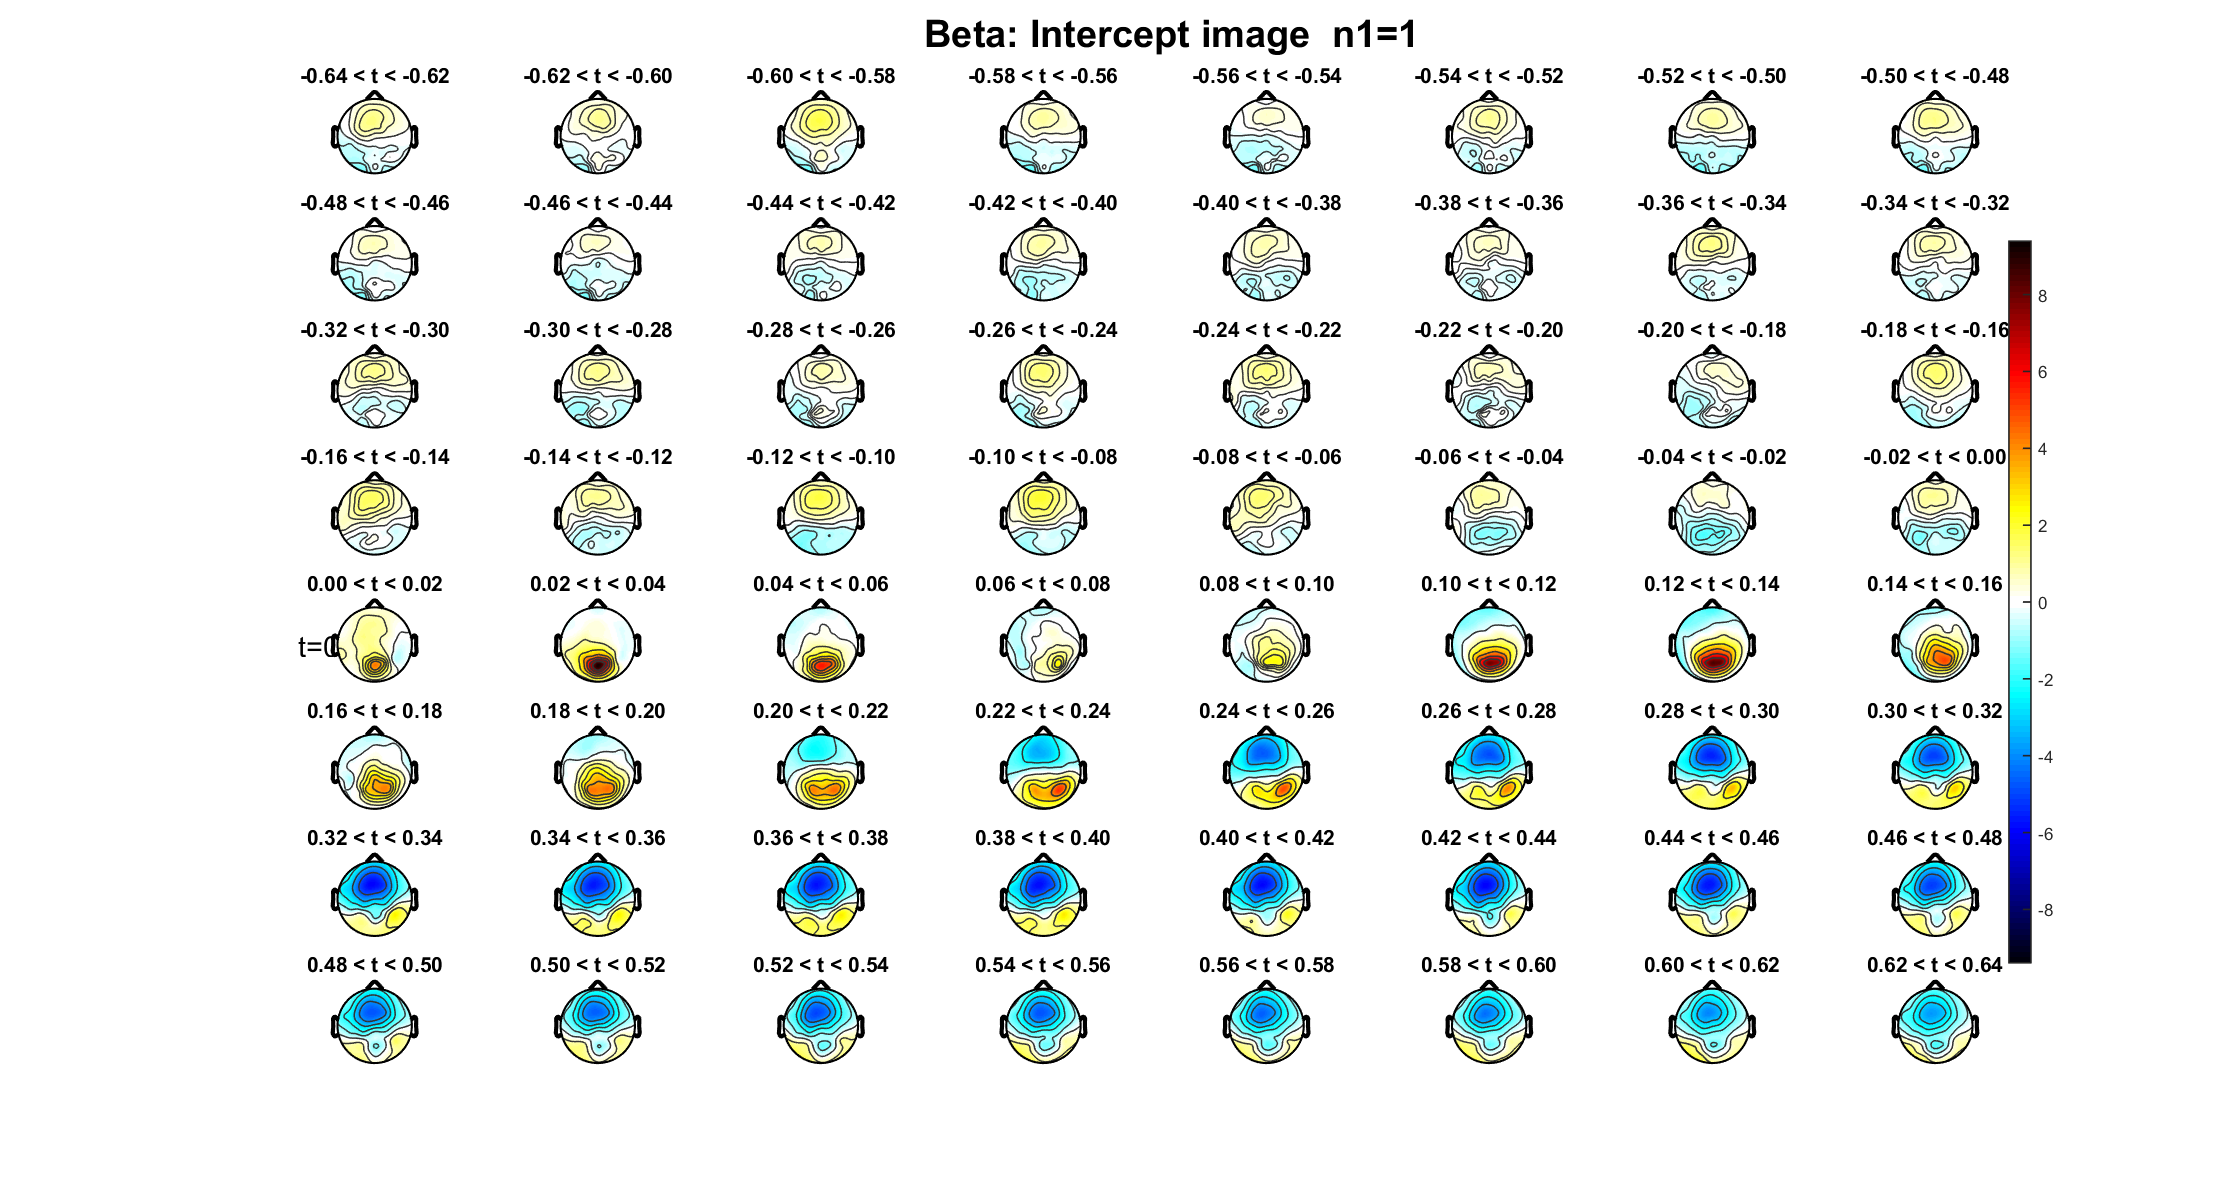 Beta: Intercept image  n1=1
-0.64 < t < -0.62 -0.62 < t < -0.60 -0.60 < t < -0.58 -0.58 < t < -0.56 -0.56 < t < -0.54 -0.54 < t < -0.52 -0.52 < t < -0.50 -0.50 < t < -0.48
-0.48 < t < -0.46 -0.46 < t < -0.44 -0.44 < t < -0.42 -0.42 < t < -0.40 -0.40 < t < -0.38 -0.38 < t < -0.36 -0.36 < t < -0.34 -0.34 < t < -0.32
8
-0.32 < t < -0.30 -0.30 < t < -0.28 -0.28 < t < -0.26 -0.26 < t < -0.24 -0.24 < t < -0.22 -0.22 < t < -0.20 -0.20 < t < -0.18 -0.18 < t < -0.16
6
4
-0.16 < t < -0.14 -0.14 < t < -0.12 -0.12 < t < -0.10 -0.10 < t < -0.08 -0.08 < t < -0.06 -0.06 < t < -0.04 -0.04 < t < -0.02 -0.02 < t < 0.00
2
0.00 < t < 0.02 0.02 < t < 0.04 0.04 < t < 0.06 0.06 < t < 0.08 0.08 < t < 0.10 0.10 < t < 0.12 0.12 < t < 0.14 0.14 < t < 0.16
0
t=0
-2
0.16 < t < 0.18 0.18 < t < 0.20 0.20 < t < 0.22 0.22 < t < 0.24 0.24 < t < 0.26 0.26 < t < 0.28 0.28 < t < 0.30 0.30 < t < 0.32
-4
0.32 < t < 0.34 0.34 < t < 0.36 0.36 < t < 0.38 0.38 < t < 0.40 0.40 < t < 0.42 0.42 < t < 0.44 0.44 < t < 0.46 0.46 < t < 0.48
-6
-8
0.48 < t < 0.50 0.50 < t < 0.52 0.52 < t < 0.54 0.54 < t < 0.56 0.56 < t < 0.58 0.58 < t < 0.60 0.60 < t < 0.62 0.62 < t < 0.64